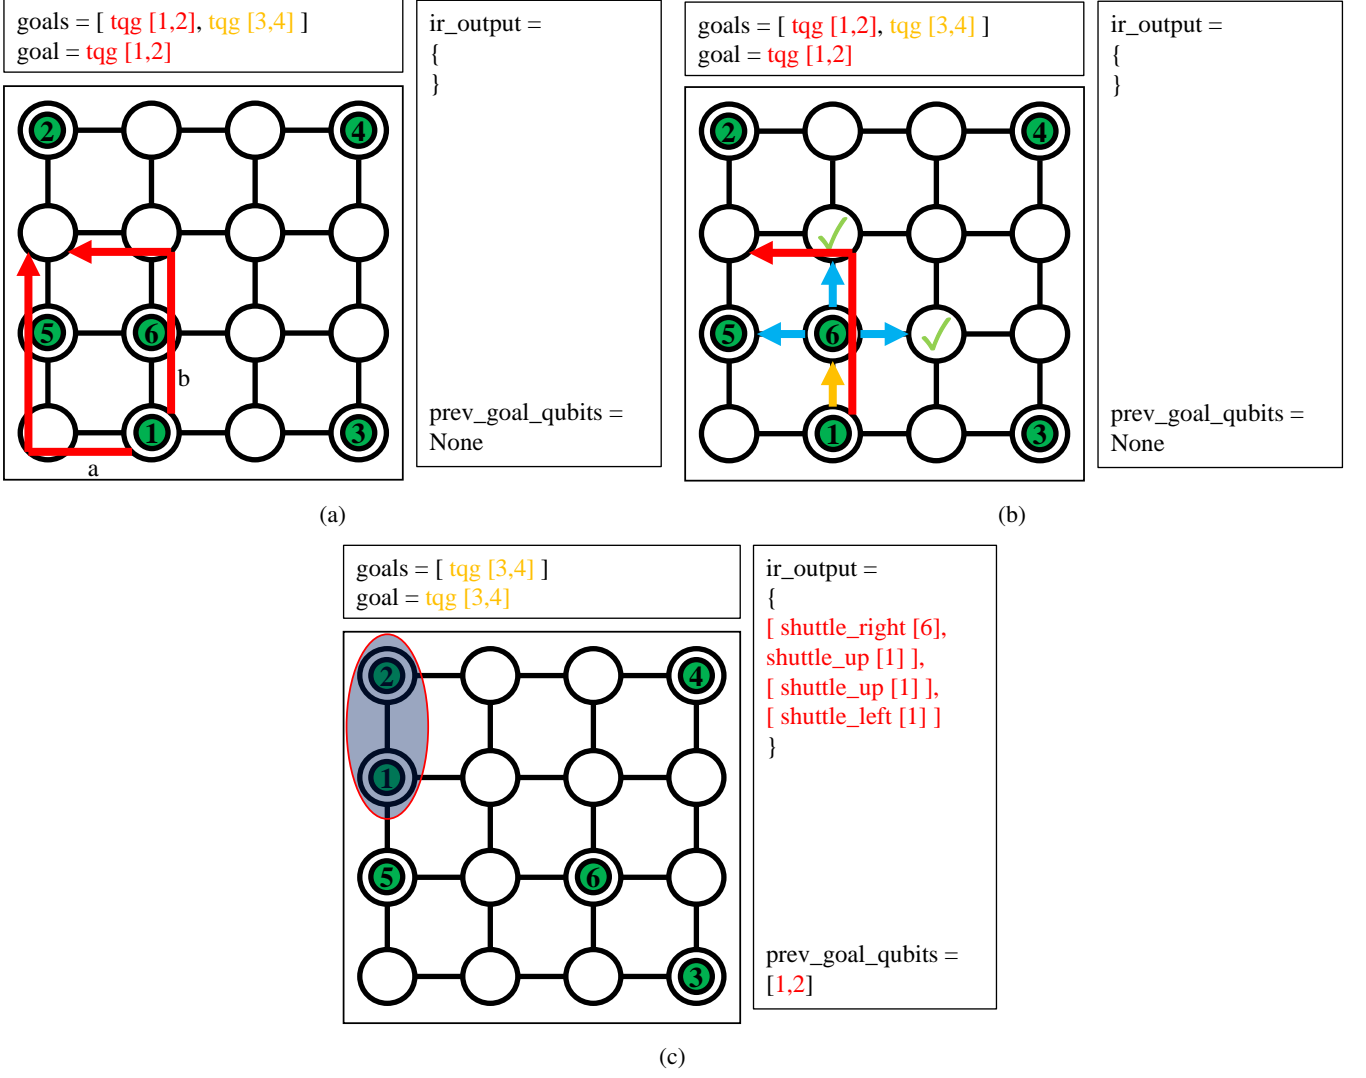 goals = [ tqg [1,2], tqg [3,4] ]
goal = tqg [1,2]
ir_output =
{
}
prev_goal_qubits =
None
2
4
5
6
b
1
3
a
(a)
goals = [ tqg [1,2], tqg [3,4] ]
goal = tqg [1,2]
ir_output =
{
}
prev_goal_qubits =
None
2
4
5
6
1
3
(b)
goals = [ tqg [3,4] ]
goal = tqg [3,4]
ir_output =
{
[ shuttle_right [6],
shuttle_up [1] ],
[ shuttle_up [1] ],
[ shuttle_left [1] ]
}
prev_goal_qubits =
[1,2]
2
4
1
5
6
3
(c)